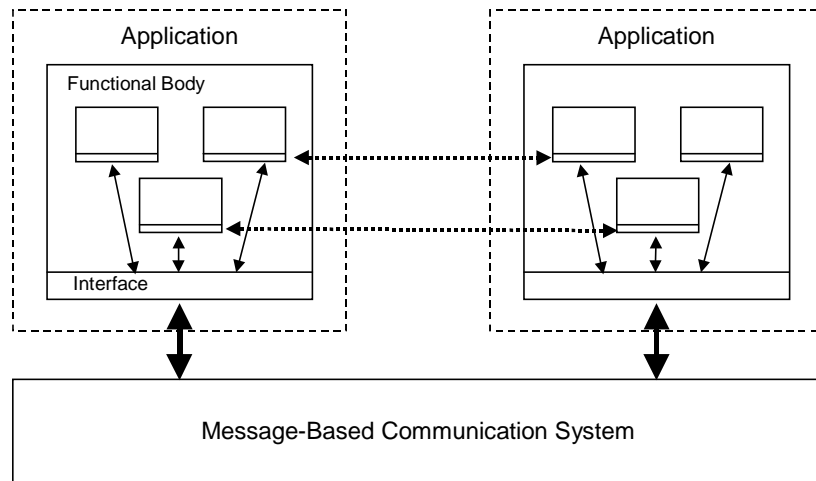 Application
Application
Functional Body
Interface
Message-Based Communication System